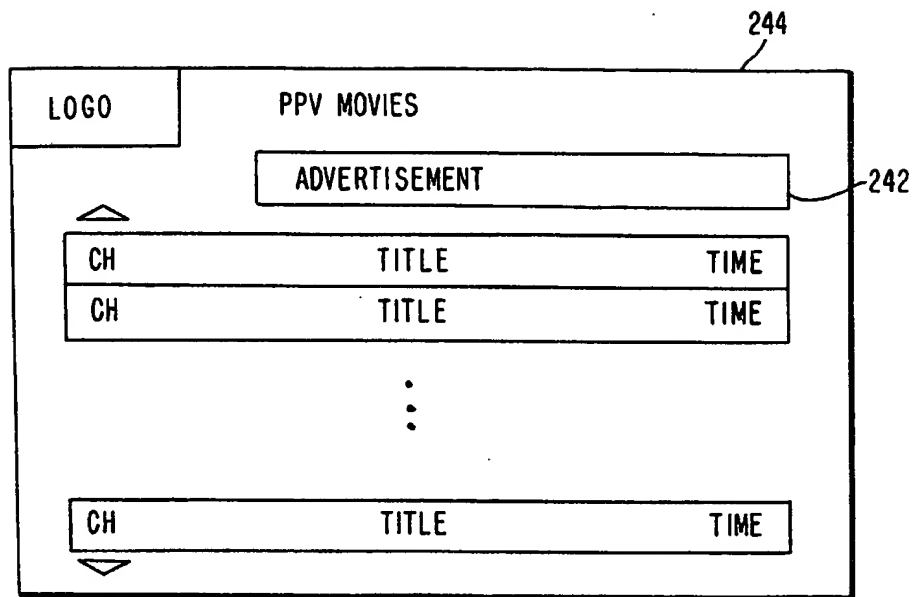 244
LOGO PPV MOVIES
ADVERTISEMENT 242
CH TITLE TIME
CH TITLE TIME
CH TITLE TIME